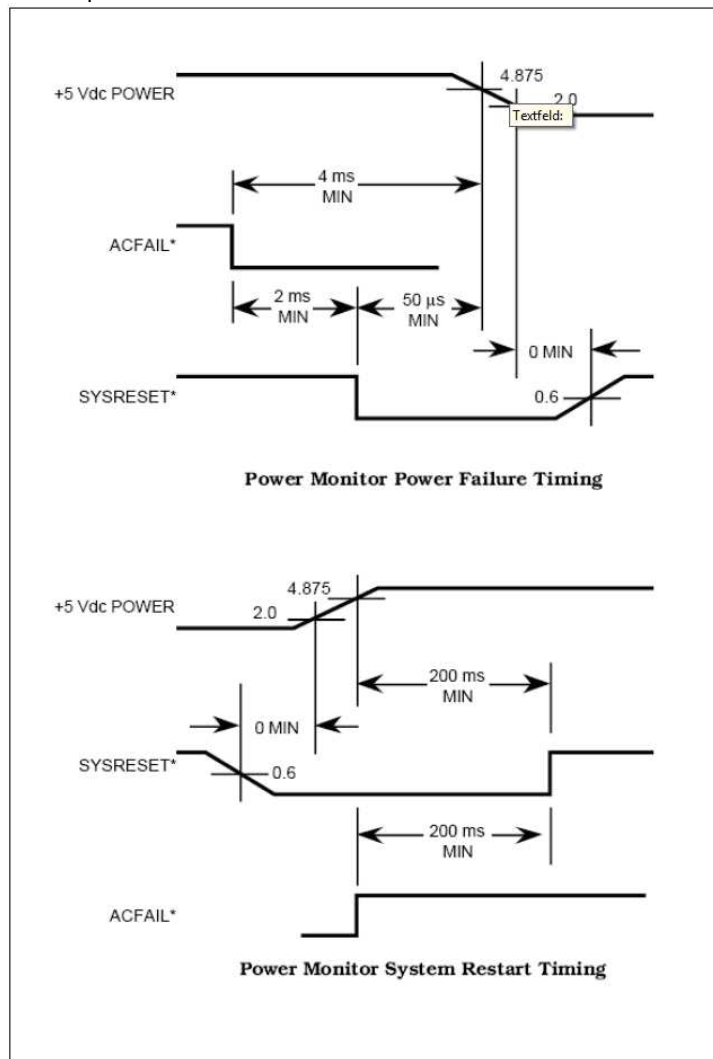 4.875
+5 Vdc POWER
2.0
Textfeld:
4 ms
MIN
ACFAIL*
2 ms
MIN
50 µs
MIN
0 MIN
SYSRESET*
0.6
Power Monitor Power Failure Timing
4.875
+5 Vdc POWER
2.0
200 ms
MIN
0 MIN
SYSRESET*
0.6
200 ms
MIN
ACFAIL*
Power Monitor System Restart Timing